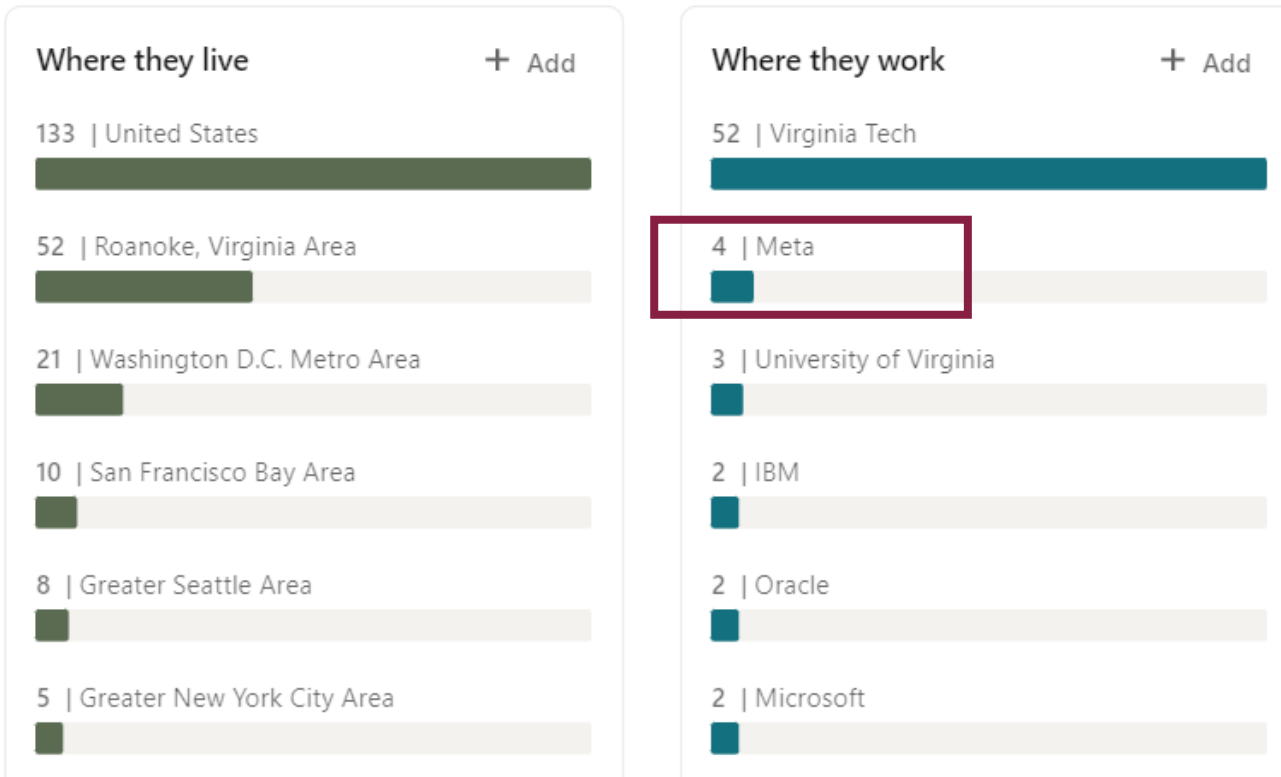 Where they live
+ Add
133 | United States
52 | Roanoke, Virginia Area
21 | Washington D.C. Metro Area
10 | San Francisco Bay Area
8 | Greater Seattle Area
5 | Greater New York City Area
Where they work
+ Add
52 | Virginia Tech
4 | Meta
3 | University of Virginia
2 | IBM
2 | Oracle
2 | Microsoft